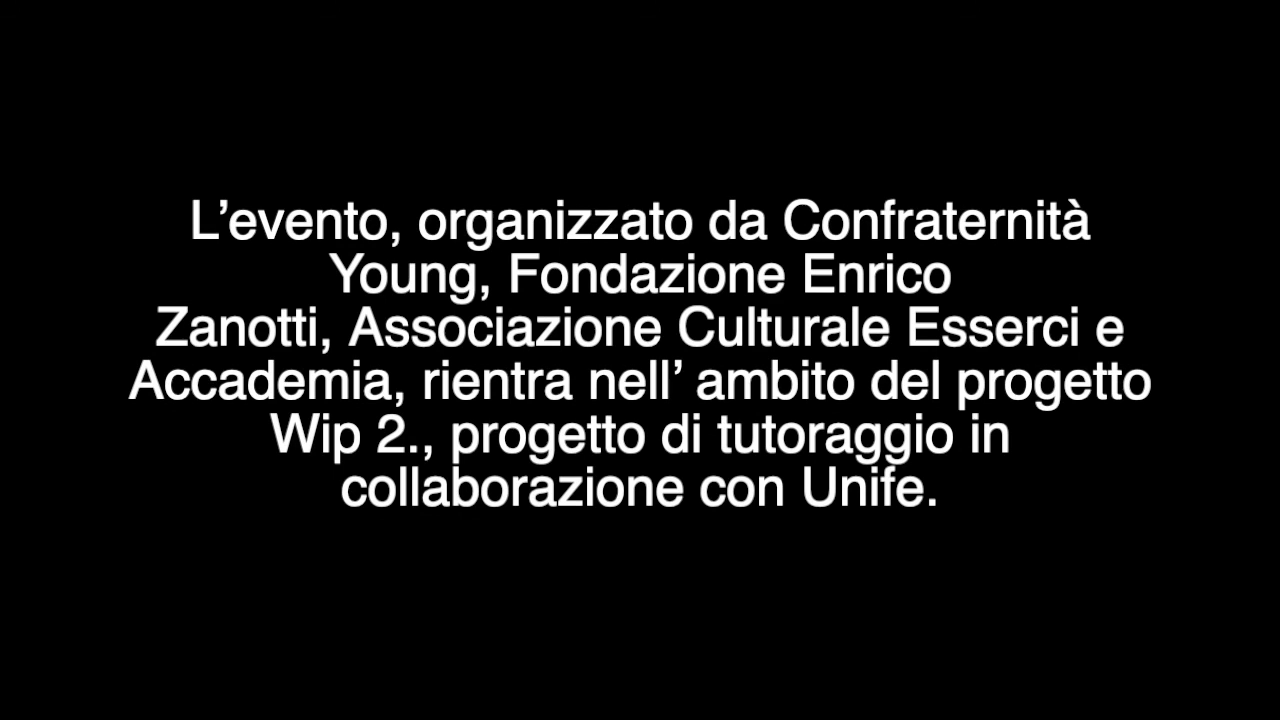 L’evento, organizzato da Confraternità
Young, Fondazione Enrico
Zanotti, Associazione Culturale Esserci e
Accademia, rientra nell’ ambito del progetto
Wip 2., progetto di tutoraggio in
collaborazione con Unife.